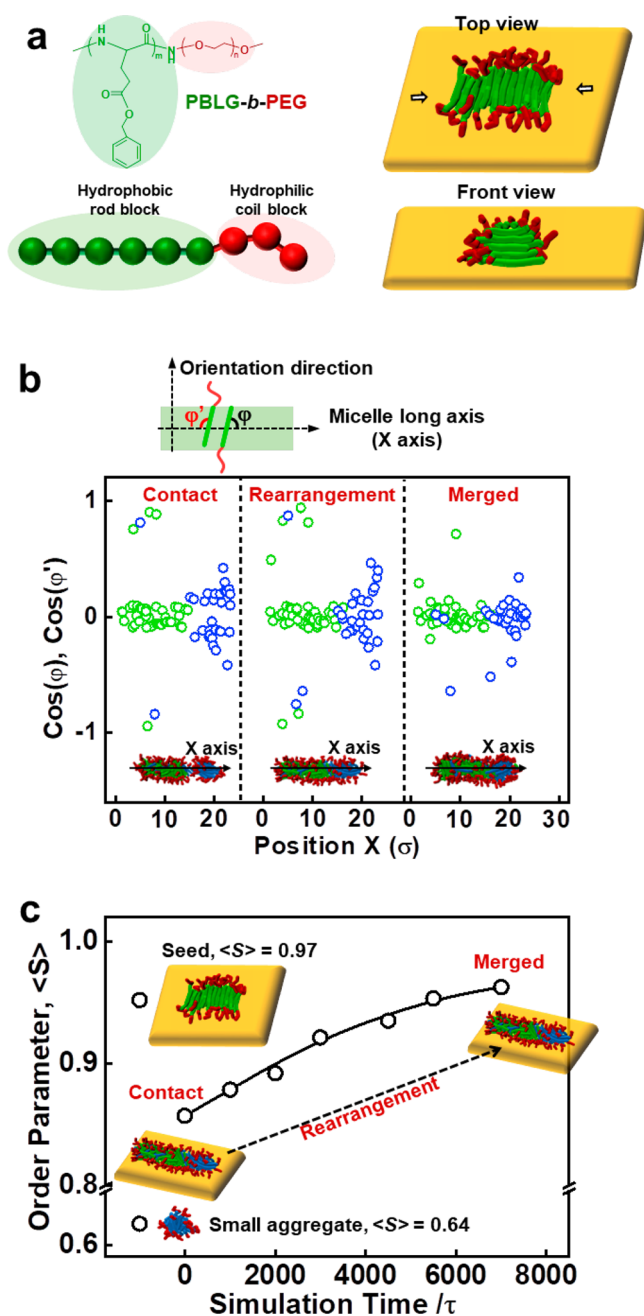 a
H
N
O
m
N
H
O
n
O
O
O
PBLG-b-PEG
Hydrophobic
rod block
Hydrophilic
coil block
Top view
Front view
b
Orientation direction
φ'
φ
Micelle long axis
(X axis)
Contact
Rearrangement
Merged
1
0
-1
Cos(φ), Cos(φ')
X axis
X axis
X axis
0 10 20 0 10 20 0 10 20 30
Position X (σ)
c
1.0
0.9
0.8
0.6
Order Parameter, <S>
Seed, <S> = 0.97
Merged
Contact
Rearrangement
Small aggregate, <S> = 0.64
0 2000 4000 6000 8000
Simulation Time /τ